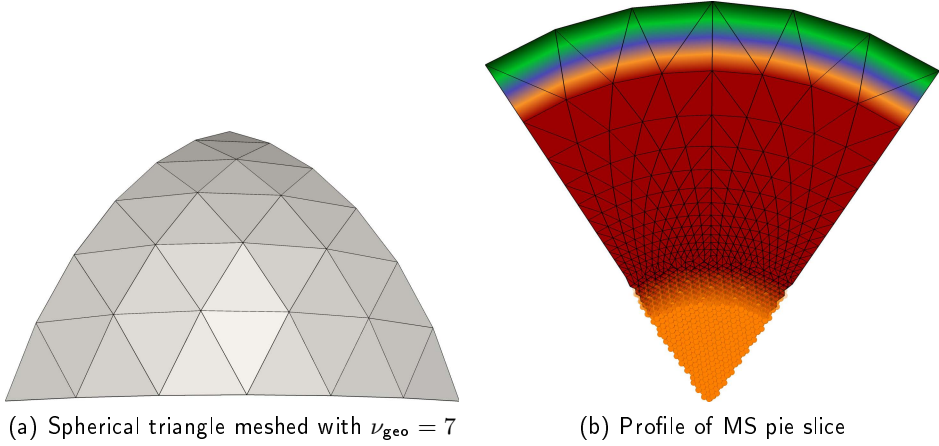 (a) Spherical triangle meshed with ν_geo = 7
(b) Profile of MS pie slice